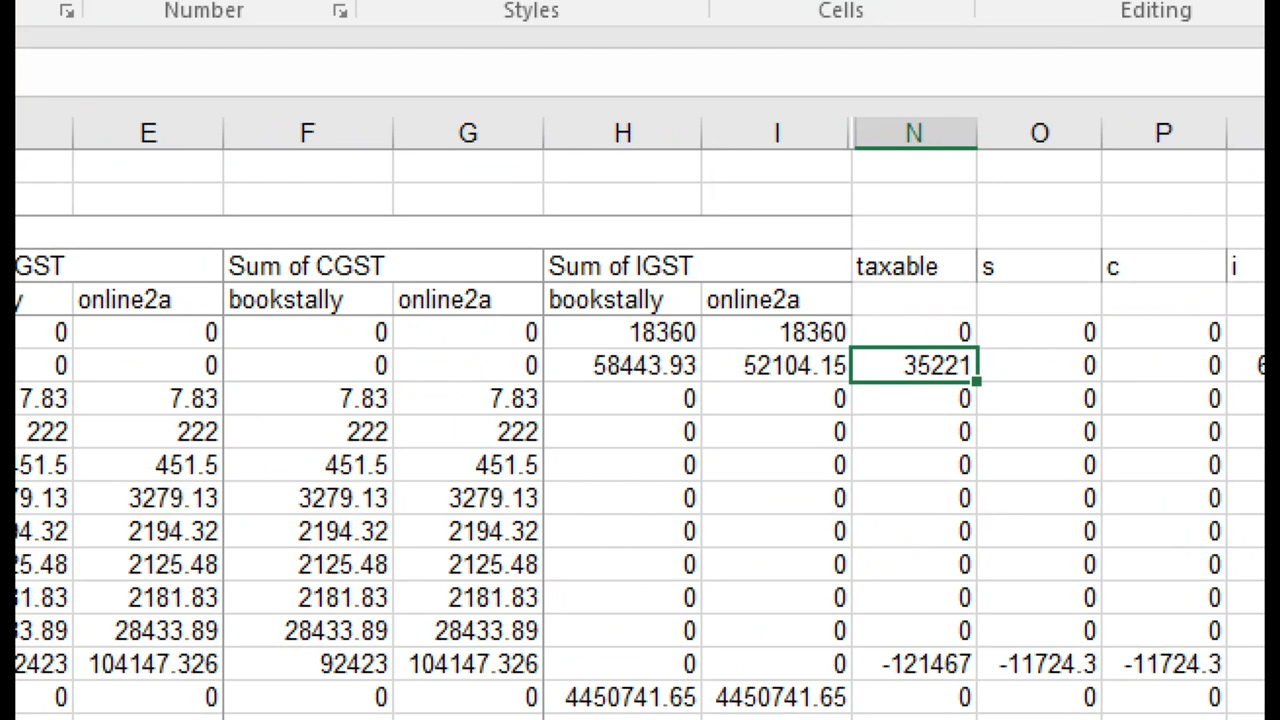 Number Styles Cells Editing
E F G H I N O P
GST Sum of CGST Sum of IGST taxable s c i
y online2a bookstally online2a bookstally online2a
0 0 0 0 18360 18360 0 0 0
0 0 0 0 58443.93 52104.15 35221 0 0 6
7.83 7.83 7.83 7.83 0 0 0 0 0
222 222 222 222 0 0 0 0 0
451.5 451.5 451.5 451.5 0 0 0 0 0
79.13 3279.13 3279.13 3279.13 0 0 0 0 0
94.32 2194.32 2194.32 2194.32 0 0 0 0 0
25.48 2125.48 2125.48 2125.48 0 0 0 0 0
81.83 2181.83 2181.83 2181.83 0 0 0 0 0
33.89 28433.89 28433.89 28433.89 0 0 0 0 0
2423 104147.326 92423 104147.326 0 0 -121467 -11724.3 -11724.3
0 0 0 0 4450741.65 4450741.65 0 0 0